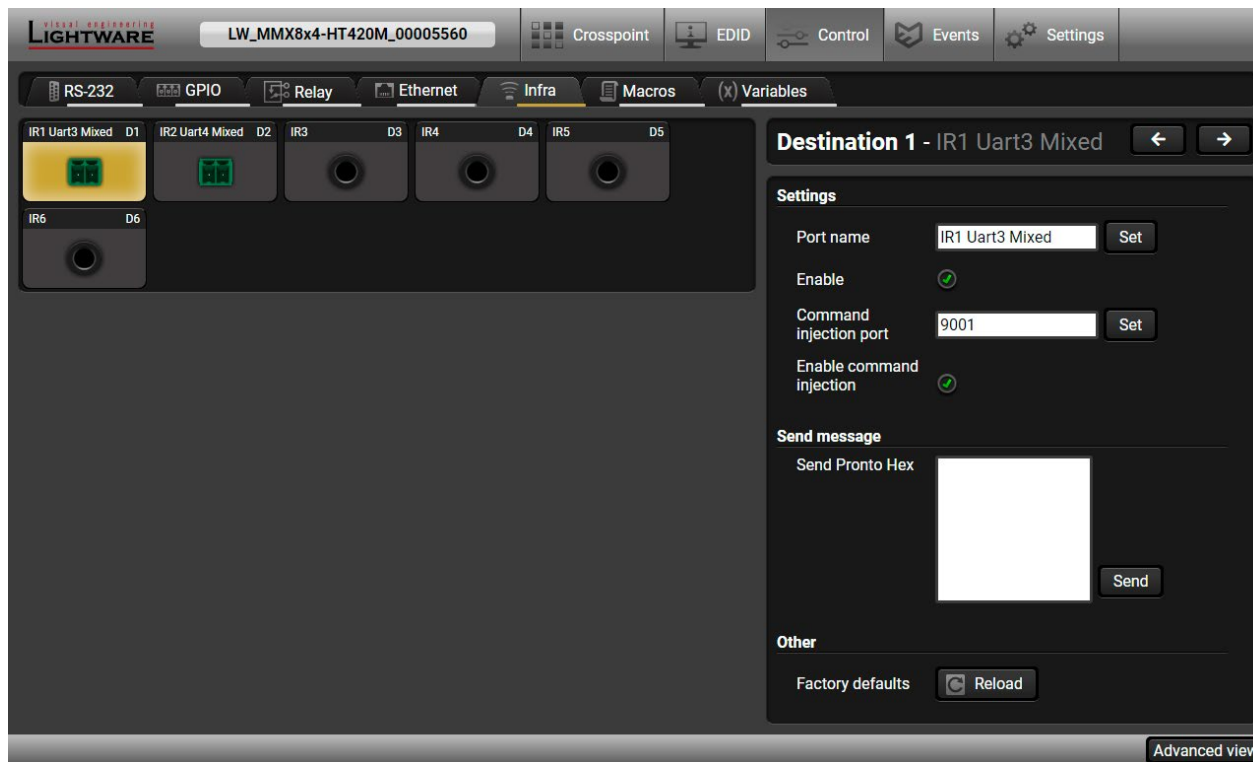 visual engineering
LIGHTWARE
LW_MMX8x4-HT420M_00005560
Crosspoint
EDID
Control
Events
Settings
RS-232
GPIO
Relay
Ethernet
Infra
Macros
(x) Variables
IR1 Uart3 Mixed D1
IR2 Uart4 Mixed D2
IR3 D3
IR4 D4
IR5 D5
IR6 D6
Destination 1 - IR1 Uart3 Mixed
Settings
Port name
IR1 Uart3 Mixed
Set
Enable
Command
injection port
9001
Set
Enable command
injection
Send message
Send Pronto Hex
Send
Other
Factory defaults
Reload
Advanced view